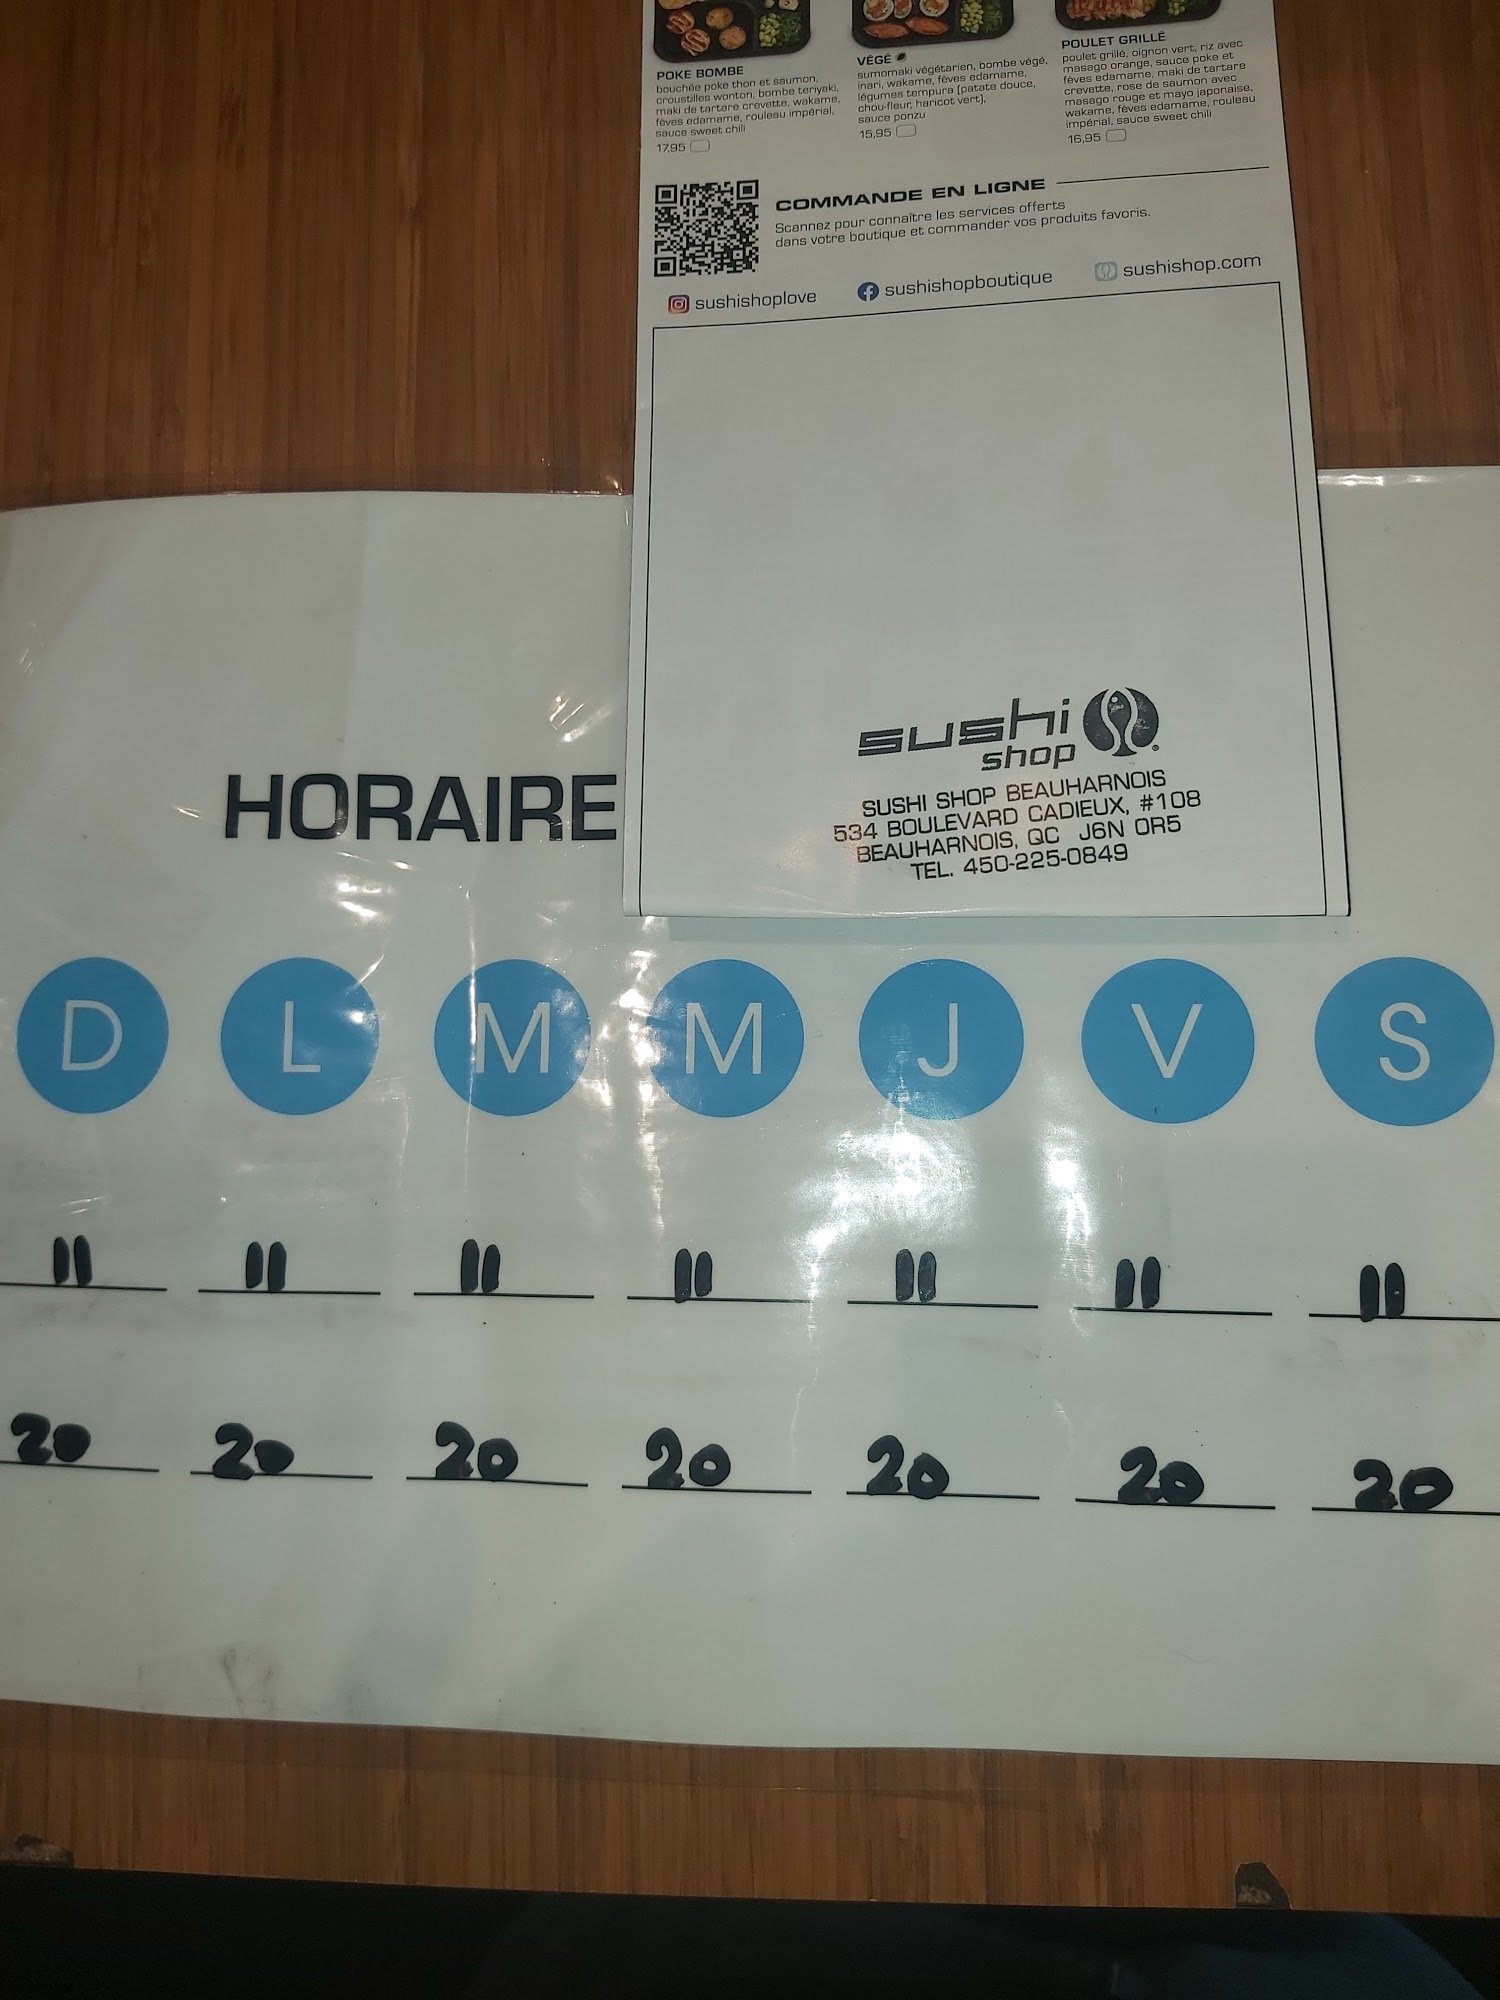 POKE BOMBE
bouchée poke thon et saumon,
croustilles wonton, bombe teriyaki,
maki de tartare crevette, wakame,
fèves edamame, rouleau impérial,
sauce sweet chili
17,95
VÉGÉ
sumomaki végétarien, bombe végé,
inari, wakame, fèves edamame,
légumes tempura (patate douce,
chou-fleur, haricot vert),
sauce ponzu
15,95
POULET GRILLÉ
poulet grillé, oignon vert, riz avec
masago orange, sauce poke et
fèves edamame, maki de tartare
crevette, rose de saumon avec
masago rouge et mayo japonaise,
wakame, fèves edamame, rouleau
impérial, sauce sweet chili
16,95
COMMANDE EN LIGNE
Scannez pour connaître les services offerts
dans votre boutique et commander vos produits favoris.
sushishoplove sushishopboutique sushishop.com
sushi
shop
SUSHI SHOP BEAUHARNOIS
534 BOULEVARD CADIEUX, #108
BEAUHARNOIS, QC J6N 0R5
TEL. 450-225-0849
HORAIRE
D L M M J V S
11 11 11 11 11 11 11
20 20 20 20 20 20 20